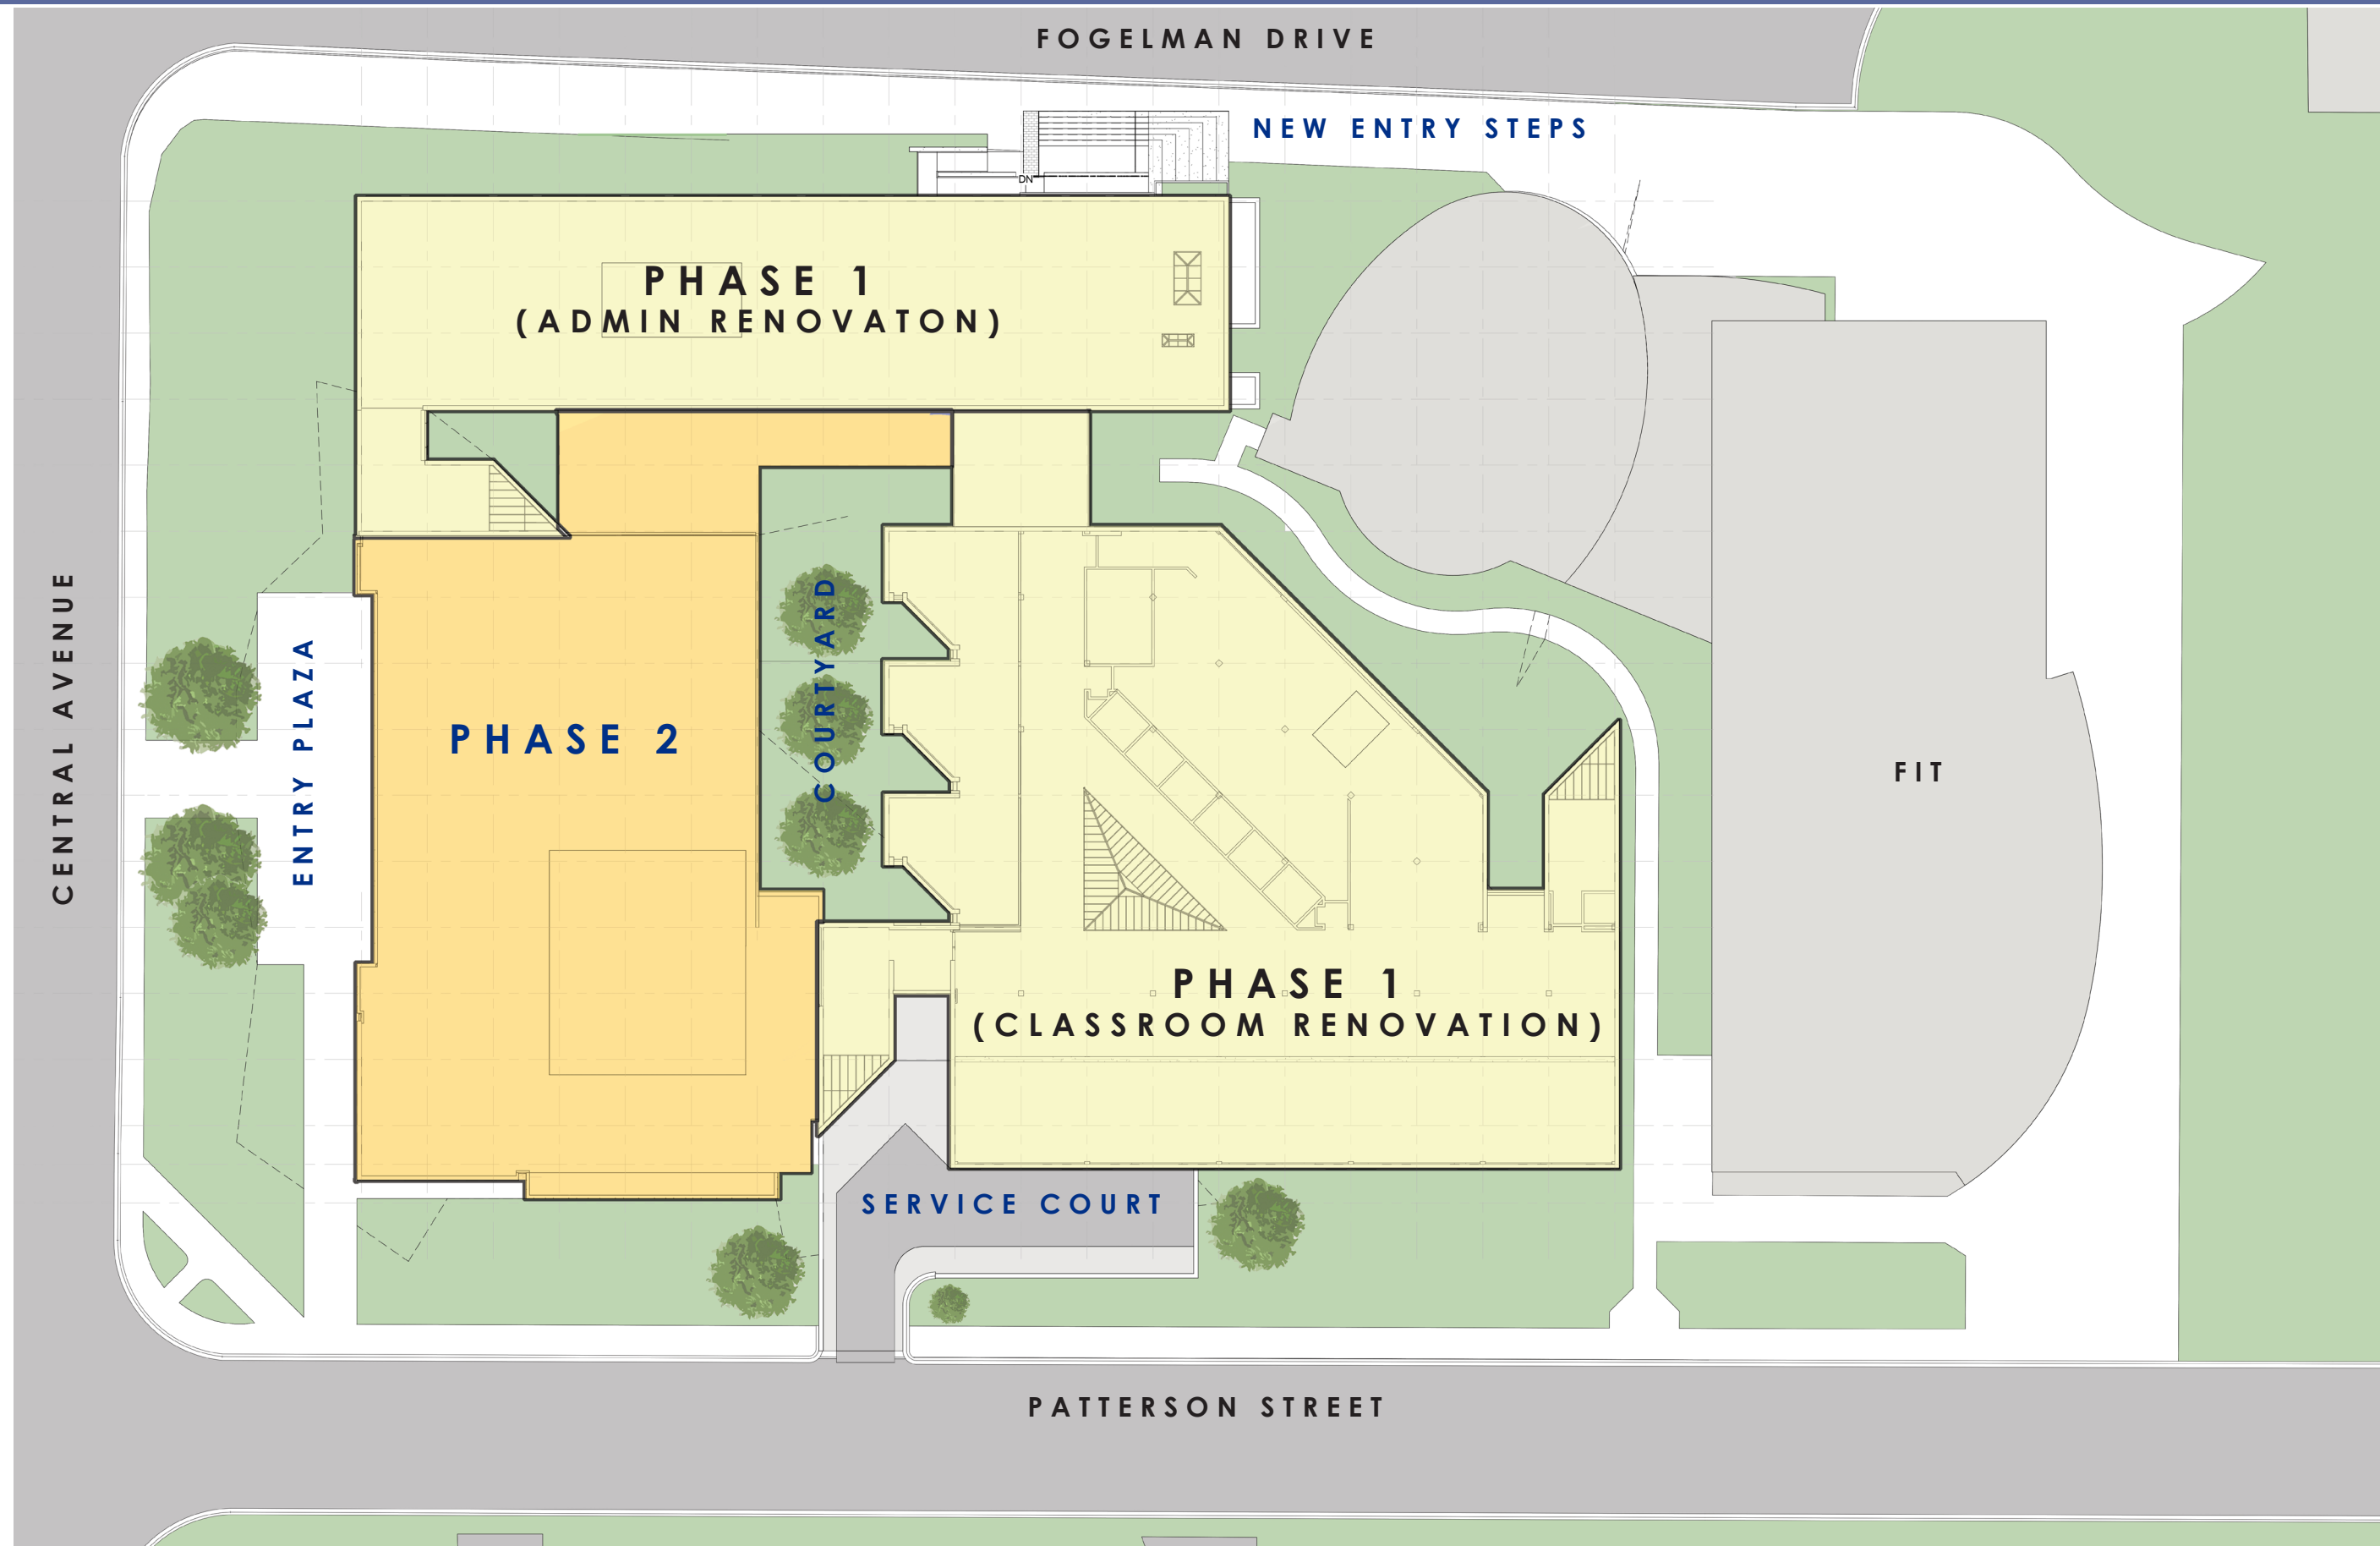 FOGELMAN DRIVE
NEW ENTRY STEPS
DN
PHASE 1
(ADMIN RENOVATON)
CENTRAL AVENUE
ENTRY PLAZA
PHASE 2
COURTYARD
FIT
PHASE 1
(CLASSROOM RENOVATION)
SERVICE COURT
PATTERSON STREET